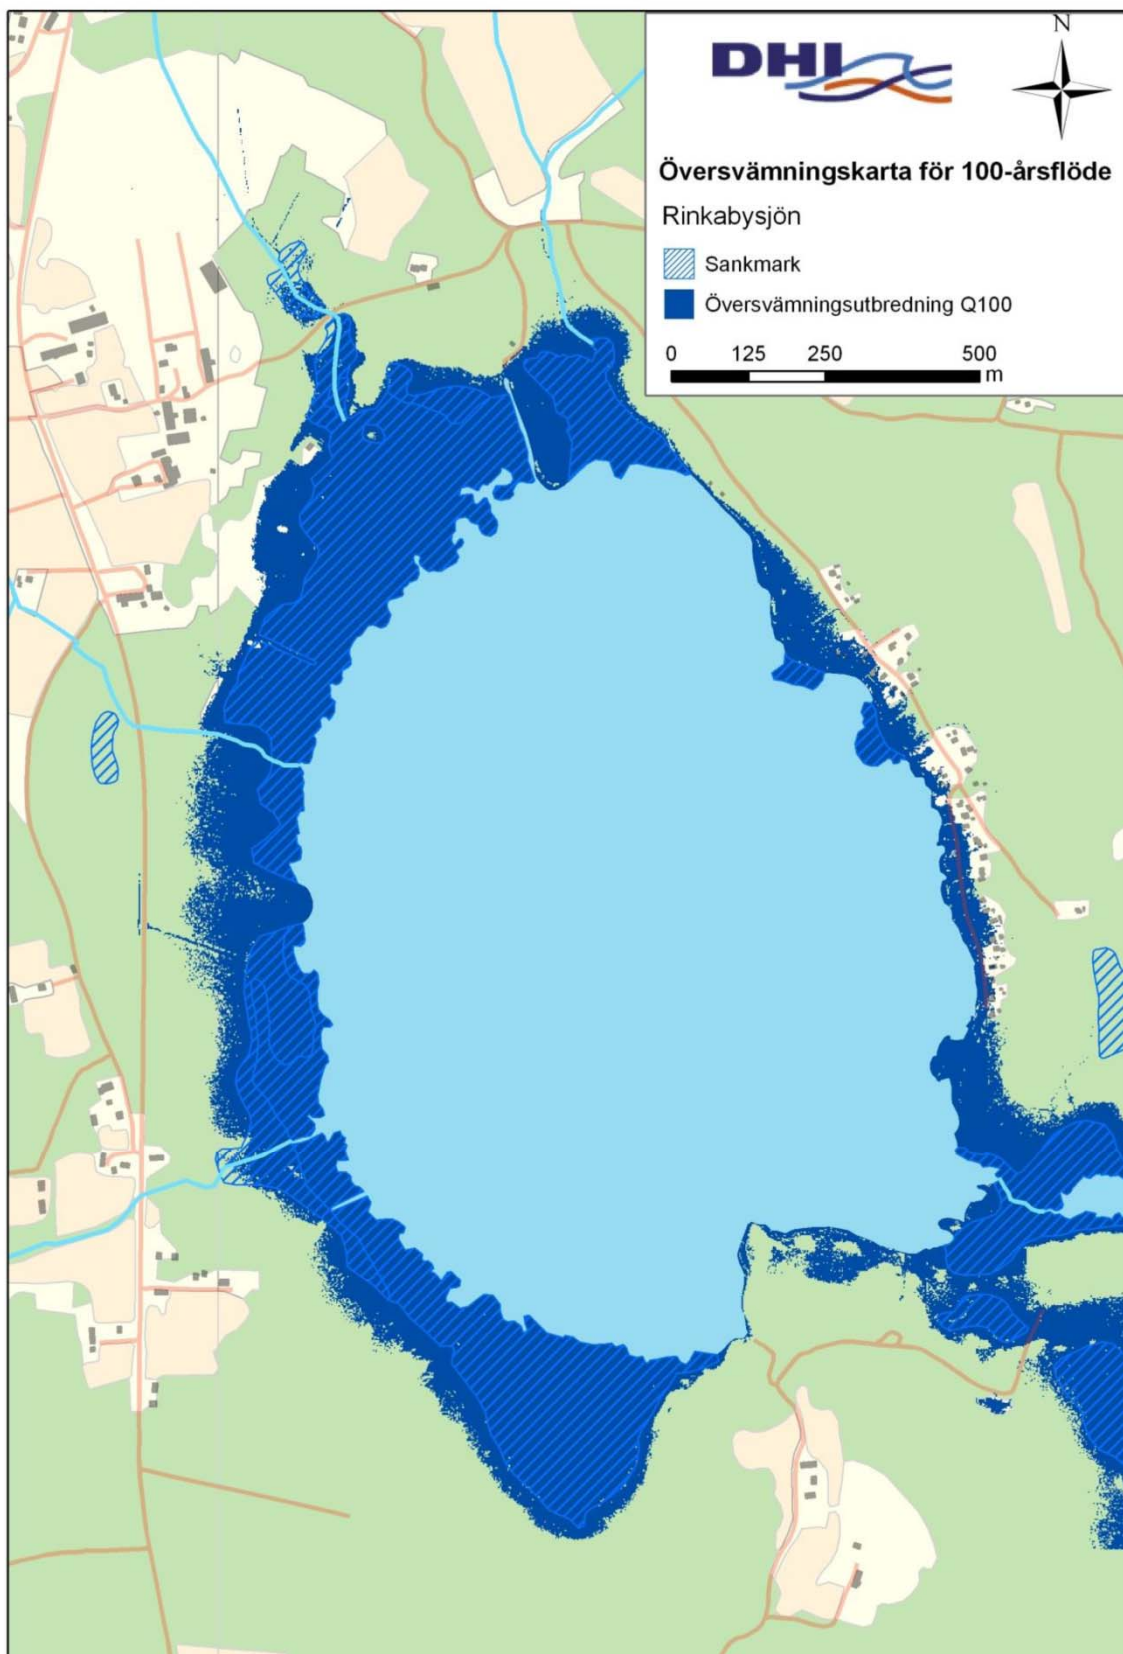 DHI
N
Översvämningskarta för 100-årsflöde
Rinkabysjön
Sankmark
Översvämningsutbredning Q100
0 125 250 500
m